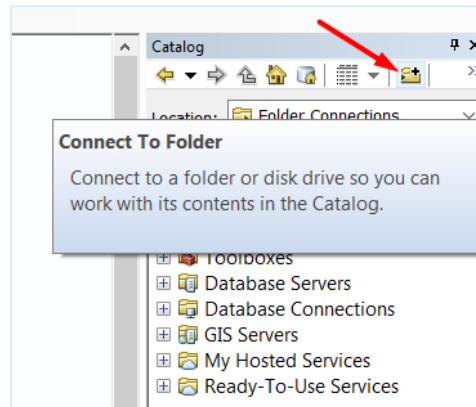 Catalog
Location: Folder Connections
Connect To Folder
Connect to a folder or disk drive so you can
work with its contents in the Catalog.
Toolboxes
Database Servers
Database Connections
GIS Servers
My Hosted Services
Ready-To-Use Services